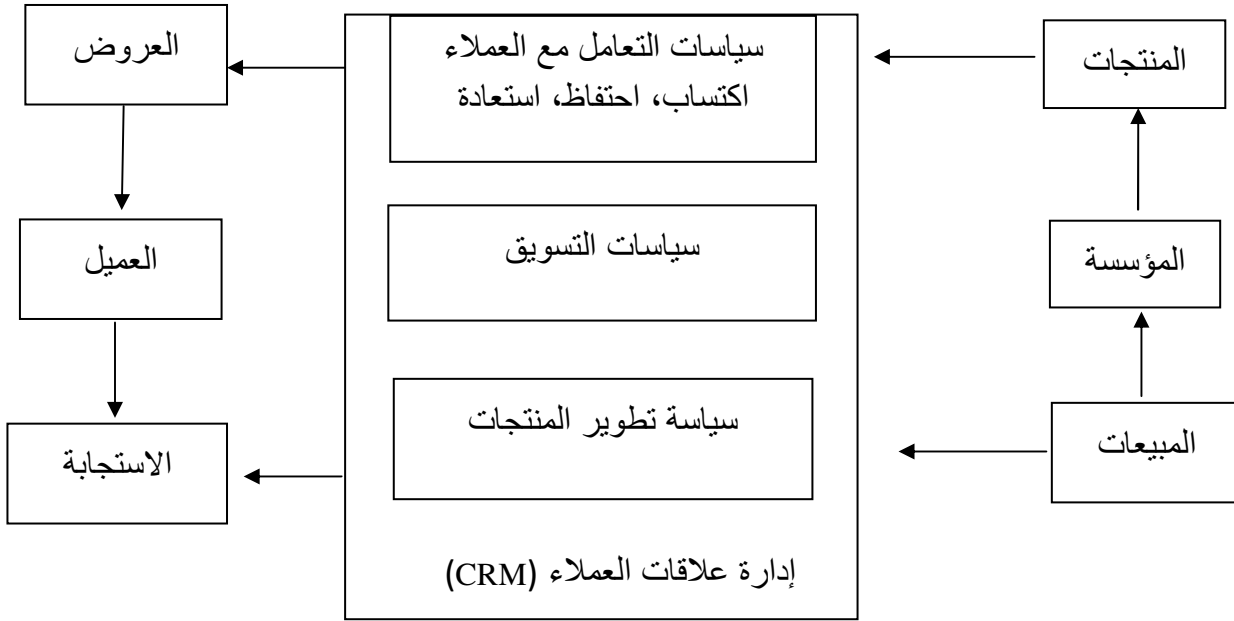 المنتجات
المؤسسة
المبيعات
سياسات التعامل مع العملاء
اكتساب، احتفاظ، استعادة
سياسات التسويق
سياسة تطوير المنتجات
إدارة علاقات العملاء (CRM)
العروض
العميل
الاستجابة